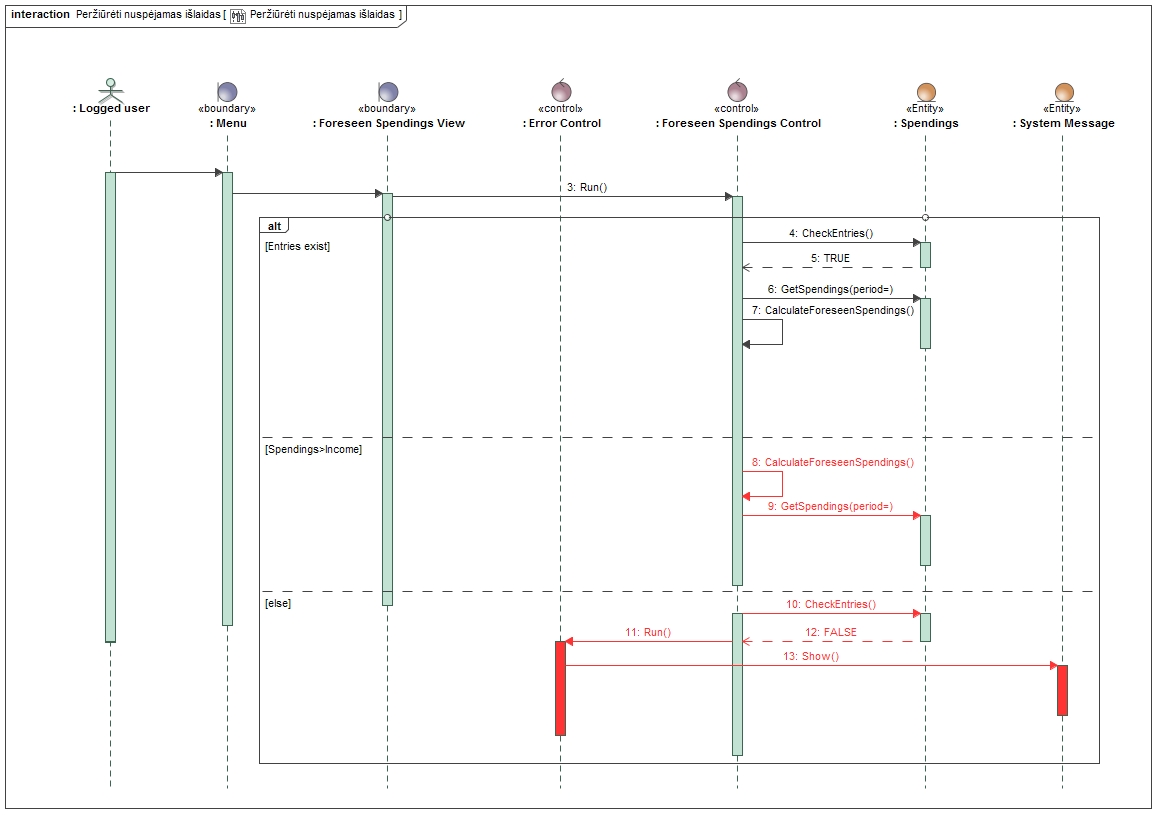 interaction Peržiūrėti nuspėjamas išlaidas [ Peržiūrėti nuspėjamas išlaidas ]
: Logged user
«boundary»
: Menu
«boundary»
: Foreseen Spendings View
«control»
: Error Control
«control»
: Foreseen Spendings Control
«Entity»
: Spendings
«Entity»
: System Message
3: Run()
alt
[Entries exist]
4: CheckEntries()
5: TRUE
6: GetSpendings(period=)
7: CalculateForeseenSpendings()
[Spendings>Income]
8: CalculateForeseenSpendings()
9: GetSpendings(period=)
[else]
10: CheckEntries()
11: Run()
12: FALSE
13: Show()